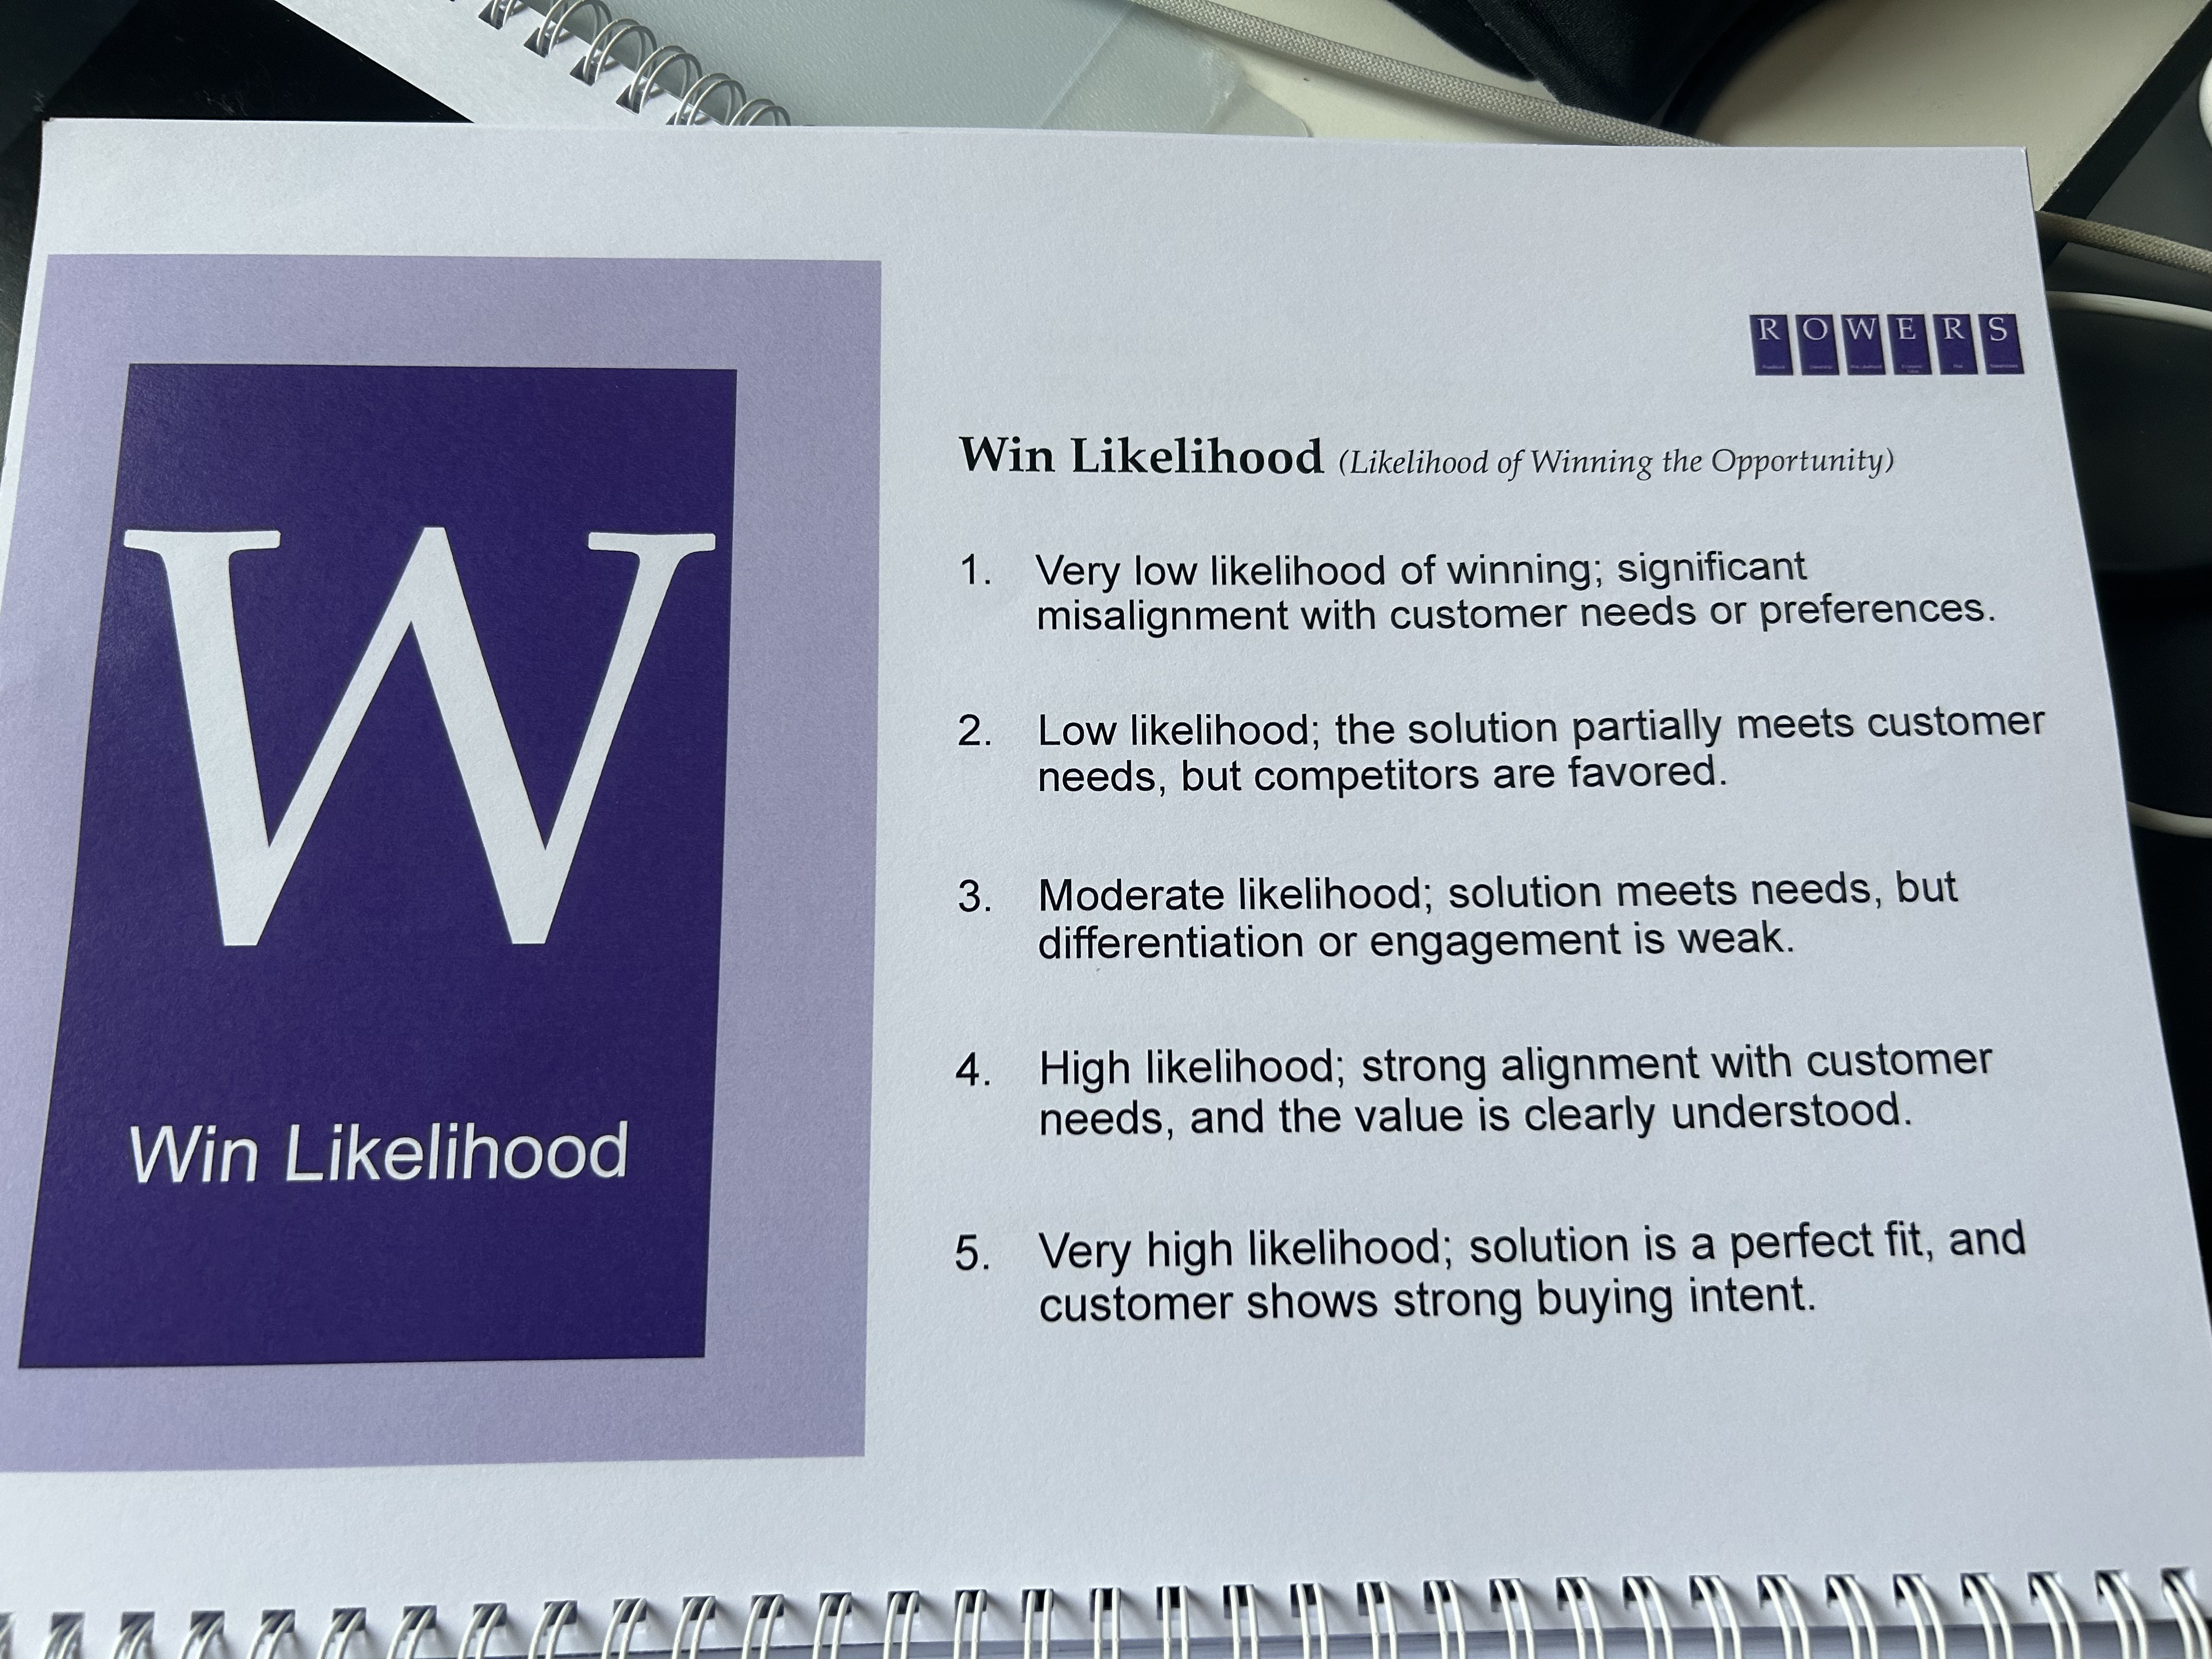 R O W E R S
W
Win Likelihood
Win Likelihood (Likelihood of Winning the Opportunity)
1. Very low likelihood of winning; significant
misalignment with customer needs or preferences.
2. Low likelihood; the solution partially meets customer
needs, but competitors are favored.
3. Moderate likelihood; solution meets needs, but
differentiation or engagement is weak.
4. High likelihood; strong alignment with customer
needs, and the value is clearly understood.
5. Very high likelihood; solution is a perfect fit, and
customer shows strong buying intent.